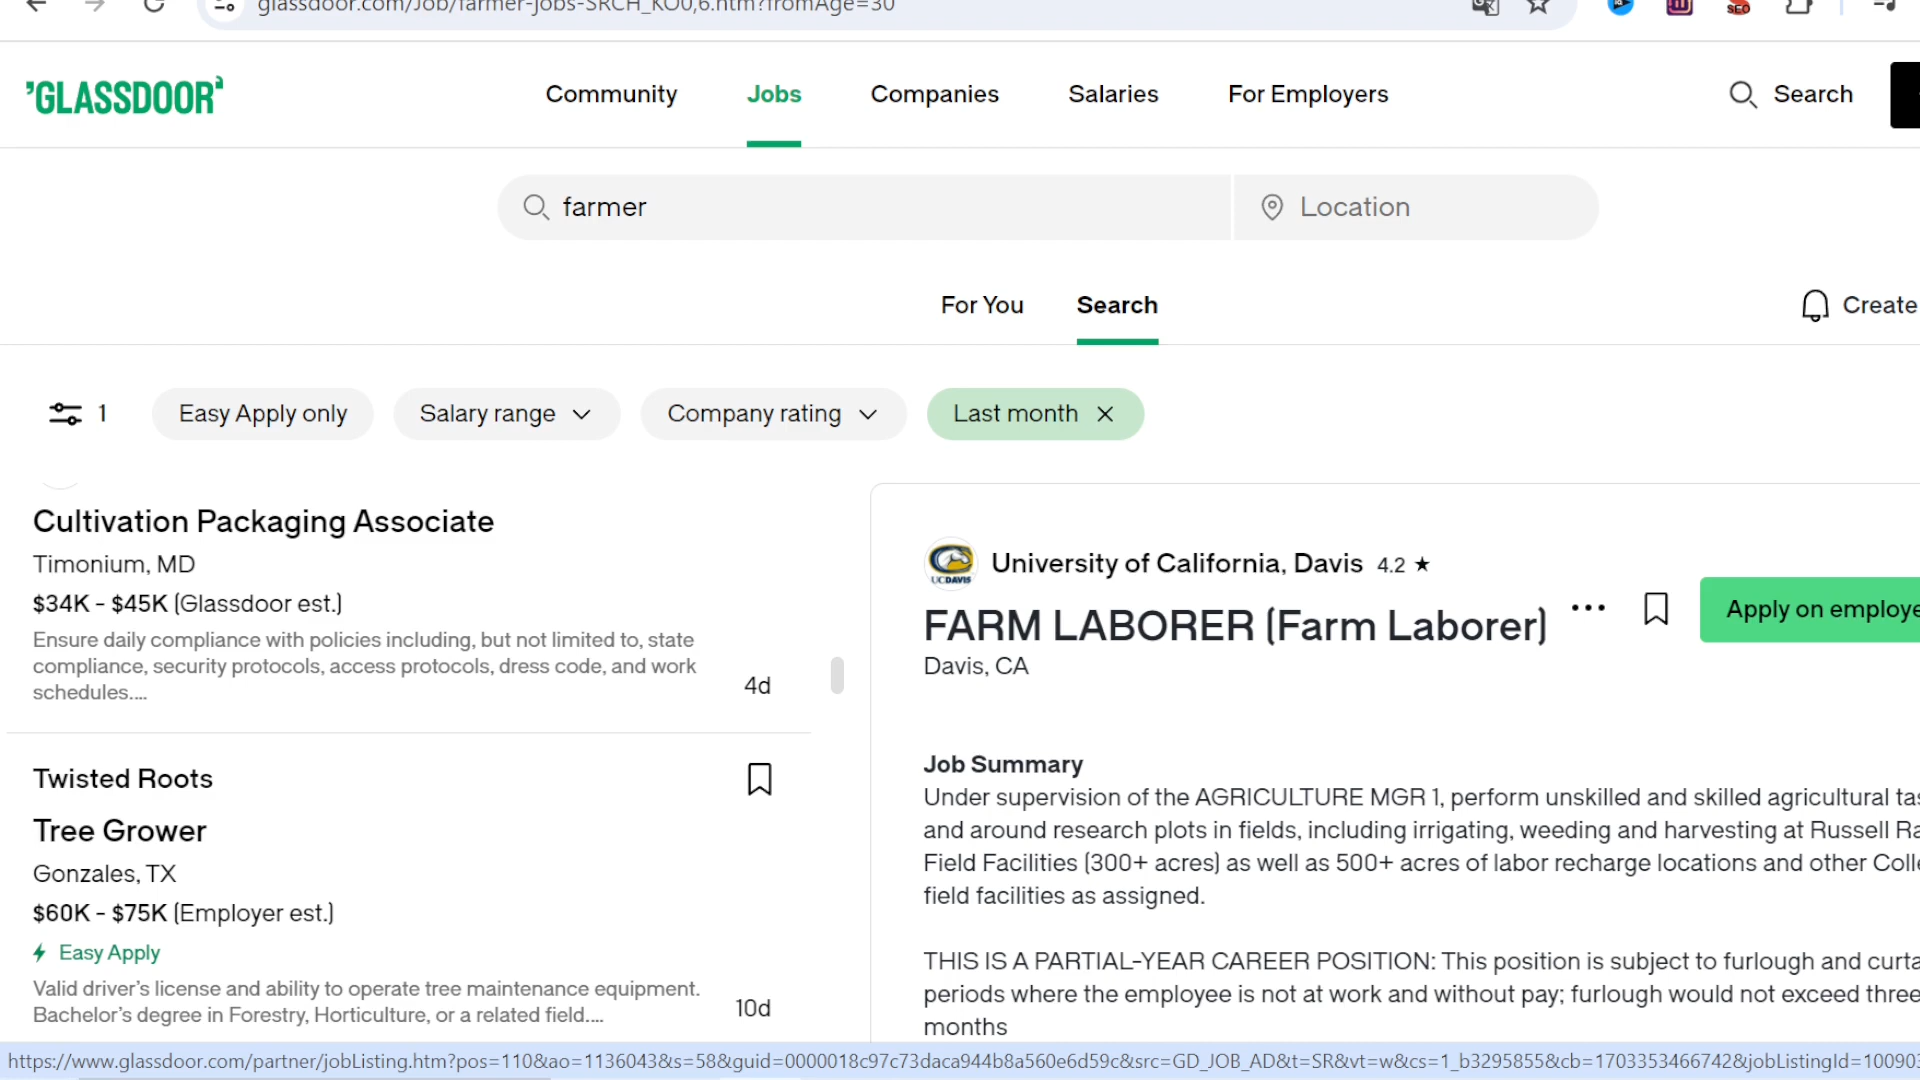 glassdoor.com/Job/farmer-jobs-SRCH_KO0,6.htm?fromAge=30
SEO
GLASSDOOR
Community
Jobs
Companies
Salaries
For Employers
Search
farmer
Location
For You
Search
Create
1
Easy Apply only
Salary range
Company rating
Last month
Cultivation Packaging Associate
Timonium, MD
$34K - $45K (Glassdoor est.)
Ensure daily compliance with policies including, but not limited to, state
compliance, security protocols, access protocols, dress code, and work
schedules.…
4d
Twisted Roots
Tree Grower
Gonzales, TX
$60K - $75K (Employer est.)
Easy Apply
Valid driver's license and ability to operate tree maintenance equipment.
Bachelor's degree in Forestry, Horticulture, or a related field.…
10d
UCDAVIS
University of California, Davis 4.2 ★
FARM LABORER (Farm Laborer)
Davis, CA
Apply on employe
Job Summary
Under supervision of the AGRICULTURE MGR 1, perform unskilled and skilled agricultural tas
and around research plots in fields, including irrigating, weeding and harvesting at Russell Ra
Field Facilities (300+ acres) as well as 500+ acres of labor recharge locations and other Colle
field facilities as assigned.
THIS IS A PARTIAL-YEAR CAREER POSITION: This position is subject to furlough and curta
periods where the employee is not at work and without pay; furlough would not exceed three
months
https://www.glassdoor.com/partner/jobListing.htm?pos=110&ao=1136043&s=58&guid=0000018c97c73daca944b8a560e6d59c&src=GD_JOB_AD&t=SR&vt=w&cs=1_b3295855&cb=1703353466742&jobListingId=100903